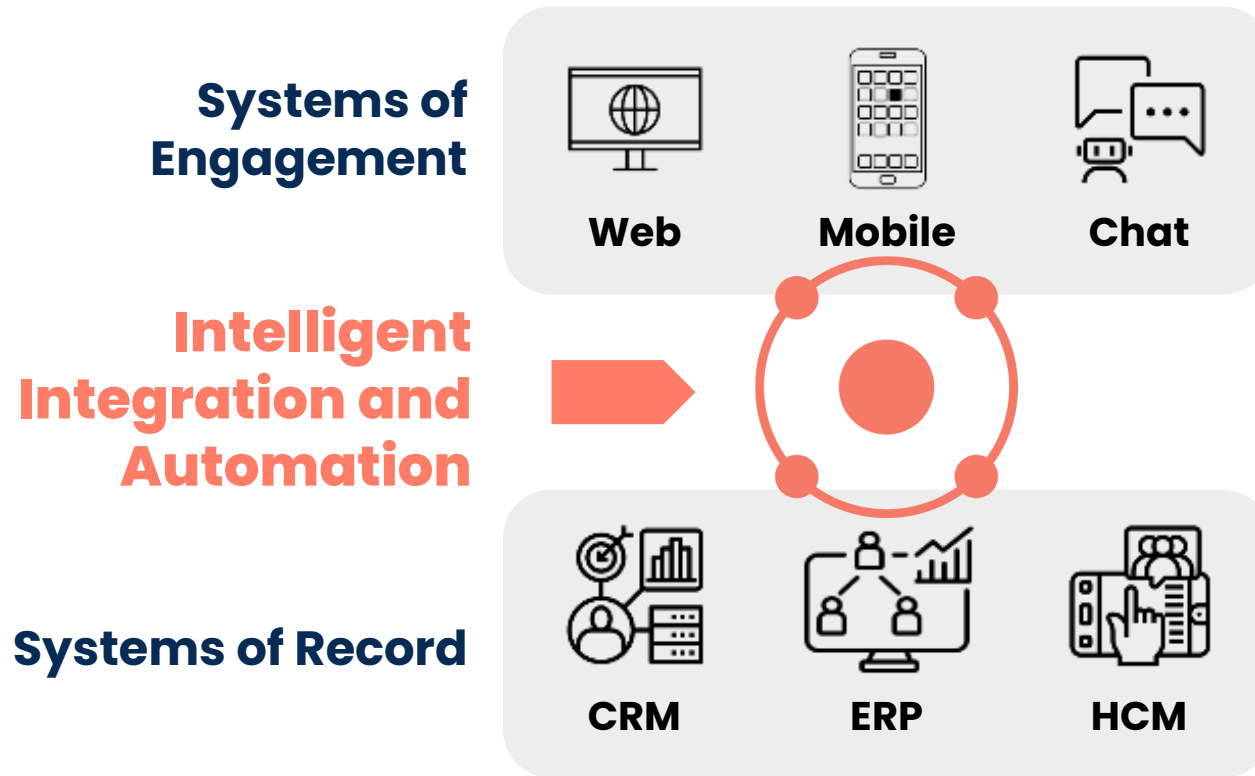 Systems of
Engagement
Web
Mobile
Chat
Intelligent
Integration and
Automation
Systems of Record
CRM
ERP
HCM